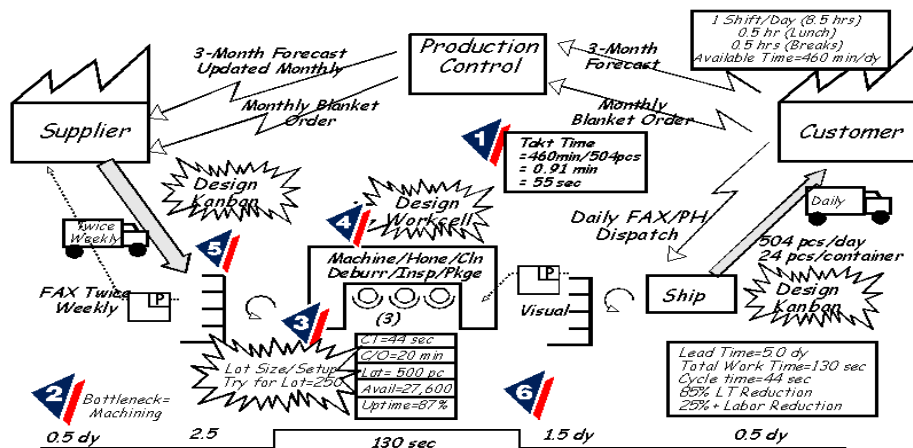 1 Shift/Day (8.5 hrs)
0.5 hr (Lunch)
0.5 hrs (Breaks)
Available Time=460 min/dy
3-Month Forecast
Updated Monthly
Production
Control
3-Month
Forecast
Monthly Blanket
Order
Monthly
Blanket Order
Supplier
Customer
1
Takt Time
=460min/504pcs
= 0.91 min
= 55 sec
Design
Kanban
Design
Workcell
4
Twice
Weekly
5
Daily FAX/PH
Dispatch
Daily
504 pcs/day
24 pcs/container
Machine/Hone/Cln
Deburr/Insp/Pkge
FAX Twice
Weekly
P
P
Visual
Ship
Design
Kanban
(3)
3
CT=44 sec
C/O=20 min
Lot= 500 pc
Avail=27,600
Uptime=87%
Lot Size/Setup
Try for Lot=250
Lead Time=5.0 dy
Total Work Time=130 sec
Cycle time=44 sec
85% LT Reduction
25%+ Labor Reduction
2
Bottleneck=
Machining
6
0.5 dy
2.5
130 sec
1.5 dy
0.5 dy